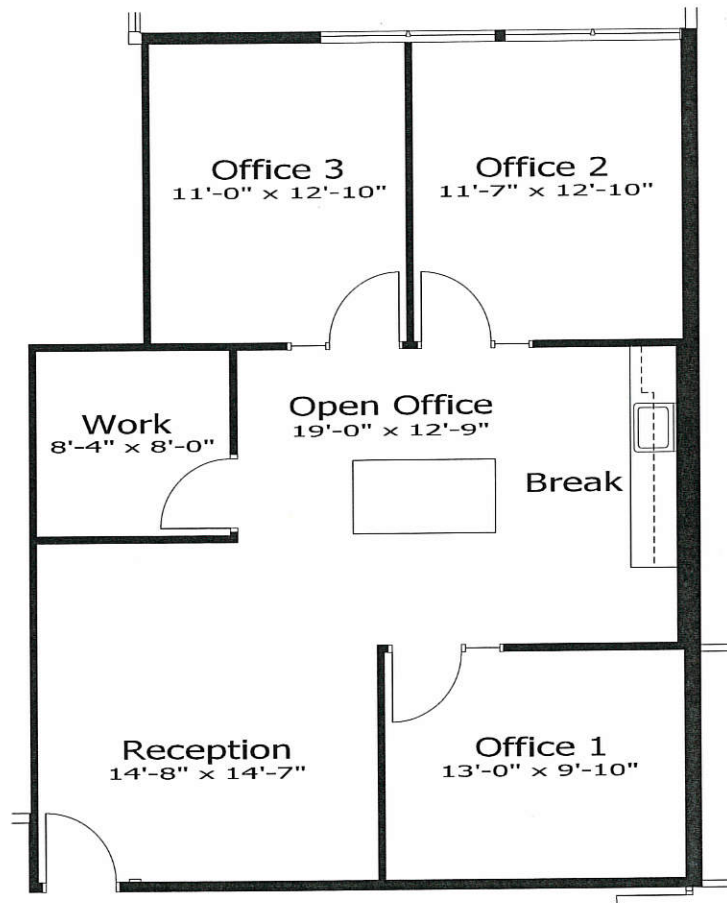 Office 3
11'-0" x 12'-10"
Office 2
11'-7" x 12'-10"
Work
8'-4" x 8'-0"
Open Office
19'-0" x 12'-9"
Break
Reception
14'-8" x 14'-7"
Office 1
13'-0" x 9'-10"